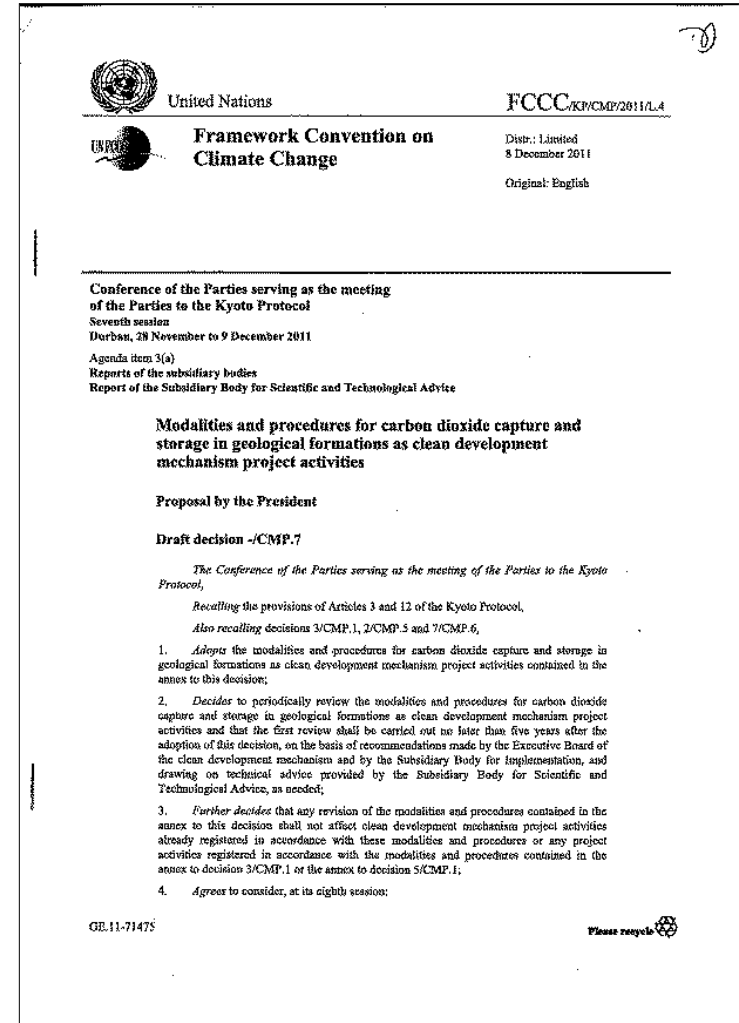 United Nations
FCCC/KP/CMP/2011/L.4
Framework Convention on
Climate Change
Distr.: Limited
8 December 2011
Original: English
Conference of the Parties serving as the meeting
of the Parties to the Kyoto Protocol
Seventh session
Durban, 28 November to 9 December 2011
Agenda item 3(a)
Reports of the subsidiary bodies
Report of the Subsidiary Body for Scientific and Technological Advice
Modalities and procedures for carbon dioxide capture and
storage in geological formations as clean development
mechanism project activities
Proposal by the President
Draft decision -/CMP.7
The Conference of the Parties serving as the meeting of the Parties to the Kyoto
Protocol,
Recalling the provisions of Articles 3 and 12 of the Kyoto Protocol,
Also recalling decisions 3/CMP.1, 2/CMP.5 and 7/CMP.6,
1. Adopts the modalities and procedures for carbon dioxide capture and storage in
geological formations as clean development mechanism project activities contained in the
annex to this decision;
2. Decides to periodically review the modalities and procedures for carbon dioxide
capture and storage in geological formations as clean development mechanism project
activities and that the first review shall be carried out no later than five years after the
adoption of this decision, on the basis of recommendations made by the Executive Board of
the clean development mechanism and by the Subsidiary Body for Implementation, and
drawing on technical advice provided by the Subsidiary Body for Scientific and
Technological Advice, as needed;
3. Further decides that any revision of the modalities and procedures contained in the
annex to this decision shall not affect clean development mechanism project activities
already registered in accordance with these modalities and procedures or any project
activities registered in accordance with the modalities and procedures contained in the
annex to decision 3/CMP.1 or the annex to decision 5/CMP.1;
4. Agrees to consider, at its eighth session:
GE.11-71475
Please recycle